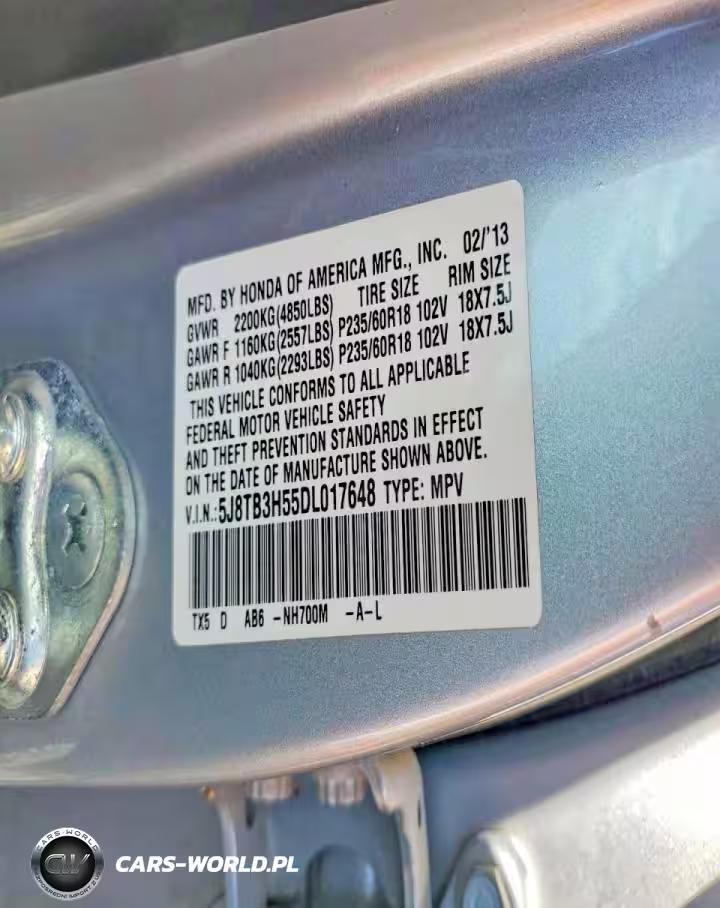 MFD. BY HONDA OF AMERICA MFG., INC. 02/'13
GVWR 2200KG(4850LBS) TIRE SIZE RIM SIZE
GAWR F 1160KG(2557LBS) P235/60R18 102V 18X7.5J
GAWR R 1040KG(2293LBS) P235/60R18 102V 18X7.5J
THIS VEHICLE CONFORMS TO ALL APPLICABLE
FEDERAL MOTOR VEHICLE SAFETY
AND THEFT PREVENTION STANDARDS IN EFFECT
ON THE DATE OF MANUFACTURE SHOWN ABOVE.
V.I.N.:5J8TB3H55DL017648 TYPE: MPV
TX5 D AB6 -NH700M -A-L
CARS-WORLD
CW
CARS-WORLD.PL